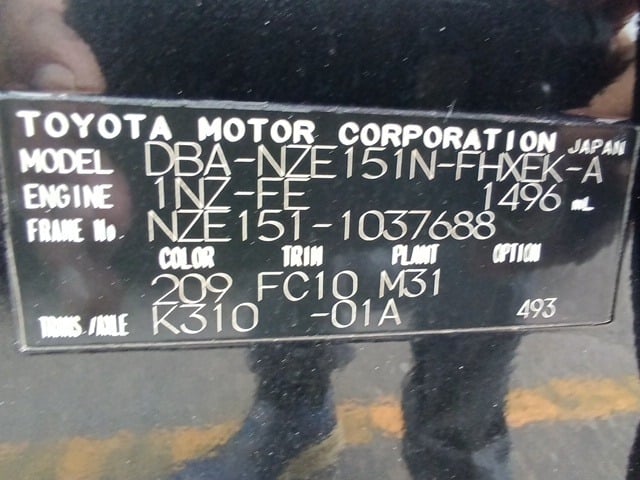 TOYOTA MOTOR CORPORATION JAPAN
MODEL DBA-NZE151N-FHXEK-A
ENGINE 1NZ-FE 1496 mL
FRAME No. NZE151-1037688
COLOR TRIM PLANT OPTION
209 FC10 M31
TRANS./AXLE K310 -01A 493